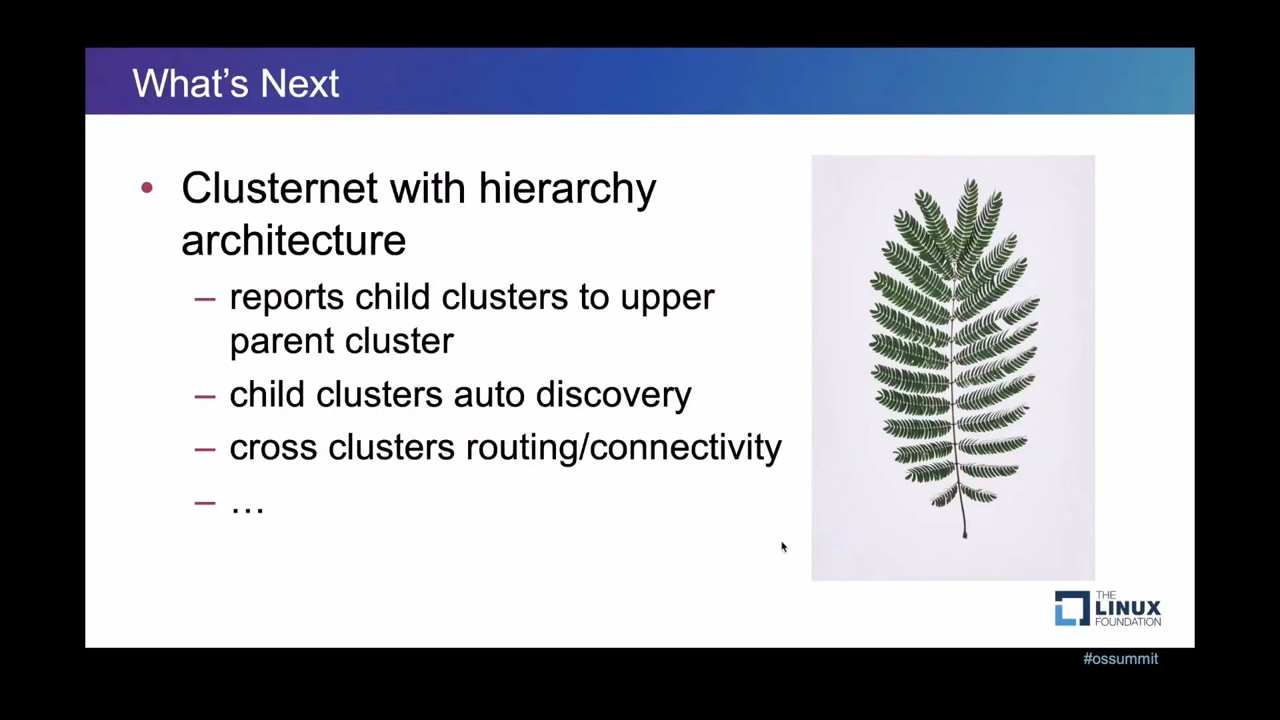 What's Next
• Clusternet with hierarchy
architecture
– reports child clusters to upper
parent cluster
– child clusters auto discovery
– cross clusters routing/connectivity
– …
THE
LINUX
FOUNDATION
#ossummit